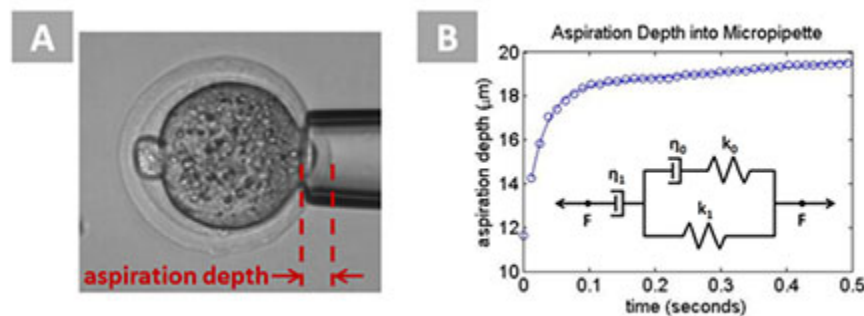 A
aspiration depth
B
Aspiration Depth into Micropipette
aspiration depth (μm)
20
18
16
14
12
10
0
0.1
0.2
0.3
0.4
0.5
time (seconds)
η₁
η₀
k₀
k₁
F
F